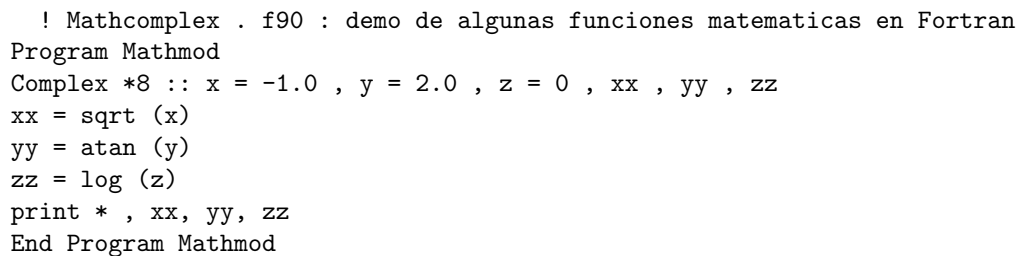 ! Mathcomplex . f90 : demo de algunas funciones matematicas en Fortran
Program Mathmod
Complex *8 :: x = -1.0 , y = 2.0 , z = 0 , xx , yy , zz
xx = sqrt (x)
yy = atan (y)
zz = log (z)
print * , xx, yy, zz
End Program Mathmod